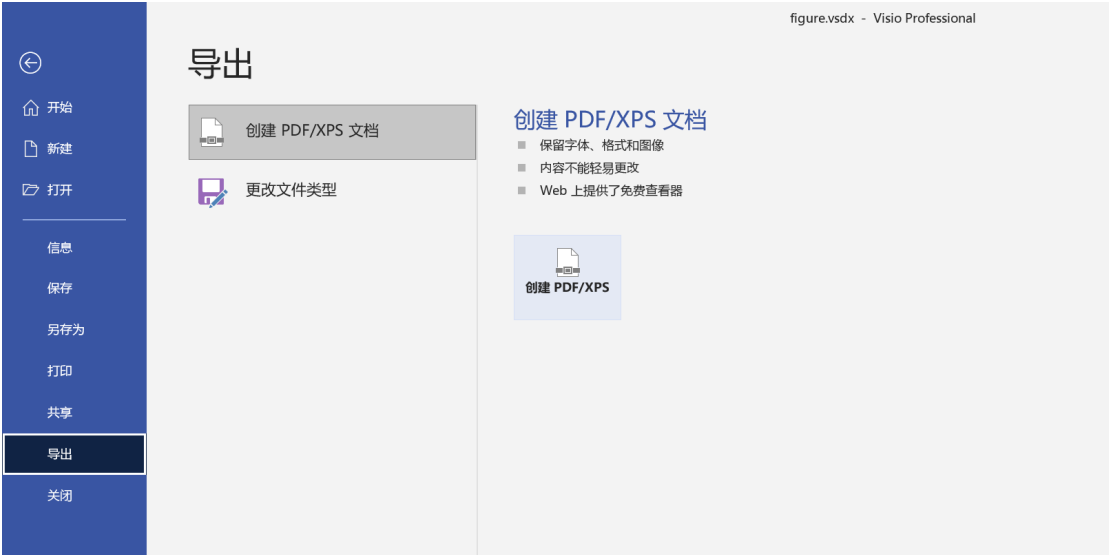 figure.vsdx - Visio Professional
开始
新建
打开
信息
保存
另存为
打印
共享
导出
关闭
导出
创建 PDF/XPS 文档
更改文件类型
创建 PDF/XPS 文档
保留字体、格式和图像
内容不能轻易更改
Web 上提供了免费查看器
创建 PDF/XPS